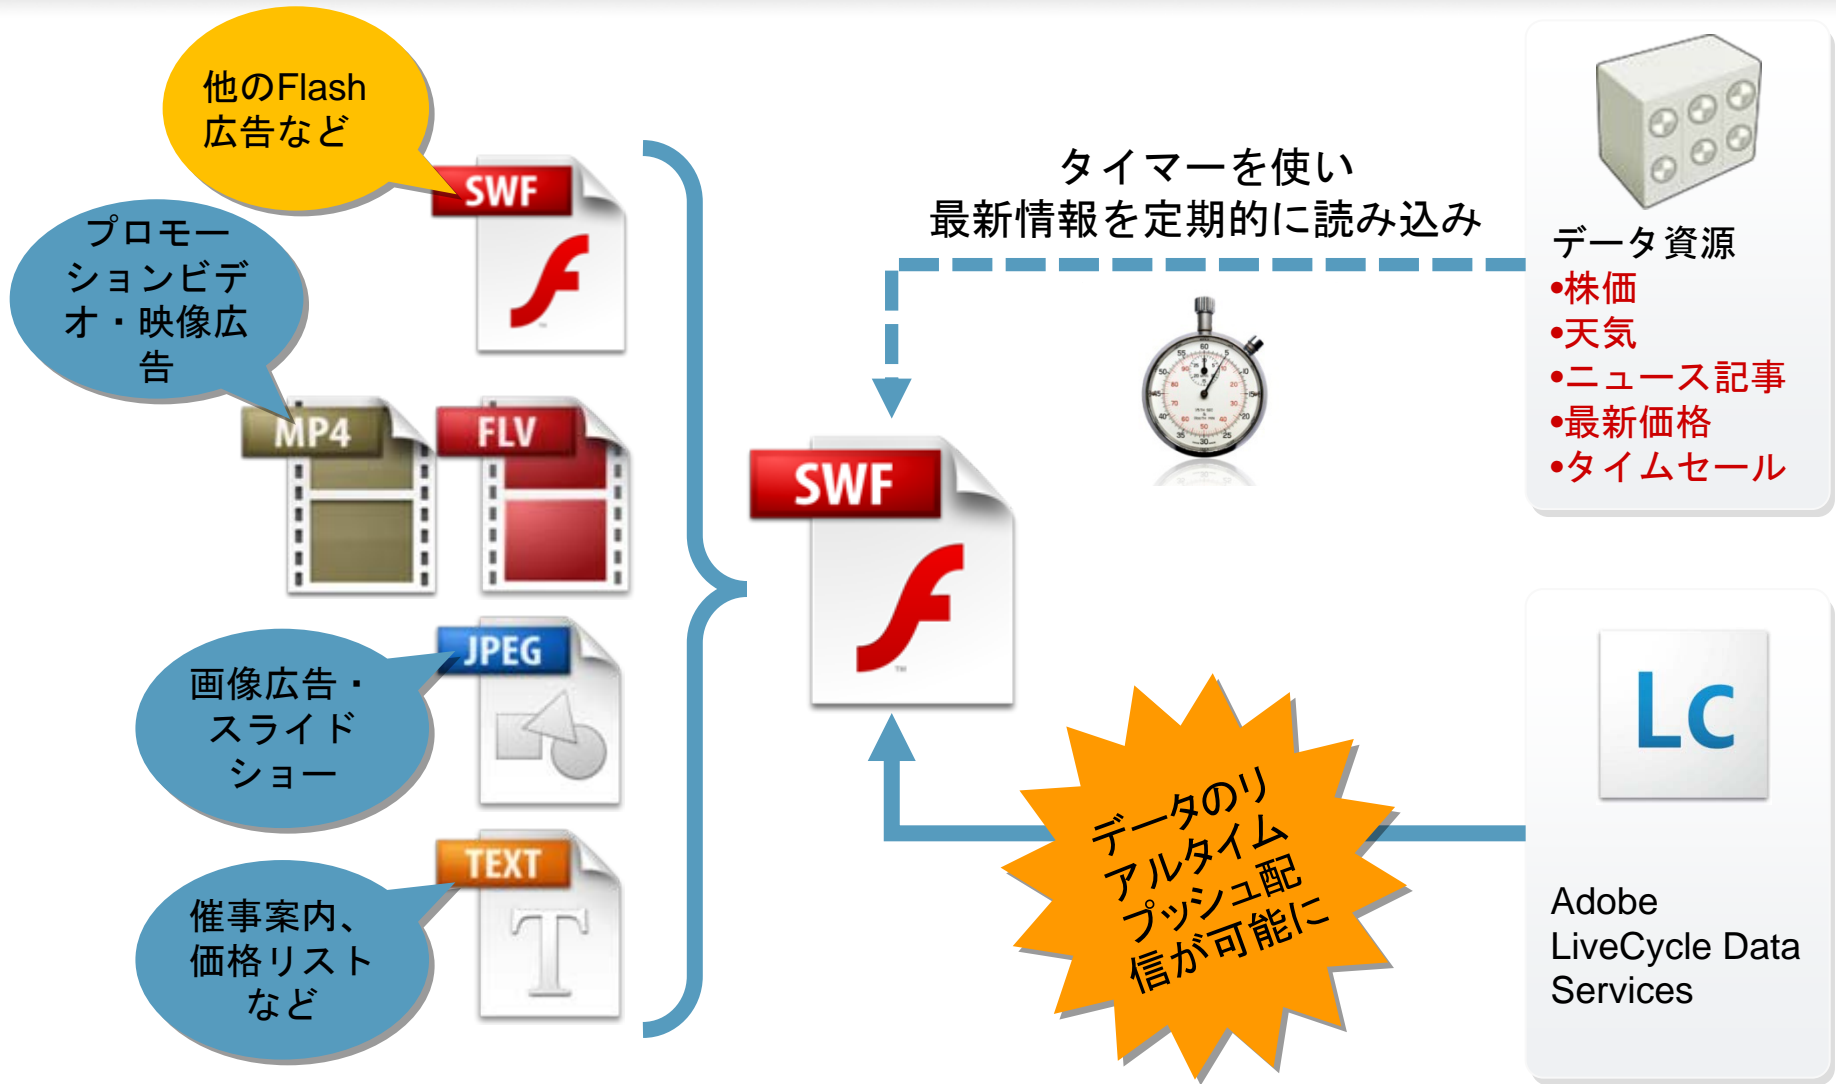 他のFlash
広告など
SWF
プロモー
ションビデ
オ・映像広
告
MP4
FLV
画像広告・
スライド
ショー
JPEG
催事案内、
価格リスト
など
TEXT
SWF
タイマーを使い
最新情報を定期的に読み込み
データ資源
•株価
•天気
•ニュース記事
•最新価格
•タイムセール
データのリ
アルタイム
プッシュ配
信が可能に
Lc
Adobe
LiveCycle Data
Services